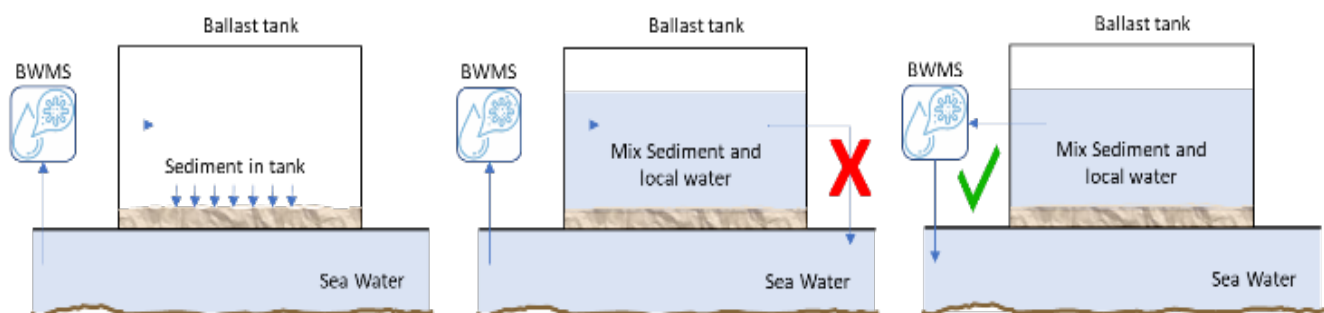 Ballast tank
BWMS
Sediment in tank
Sea Water
Ballast tank
BWMS
Mix Sediment and
local water
X
Sea Water
Ballast tank
BWMS
Mix Sediment and
local water
Sea Water